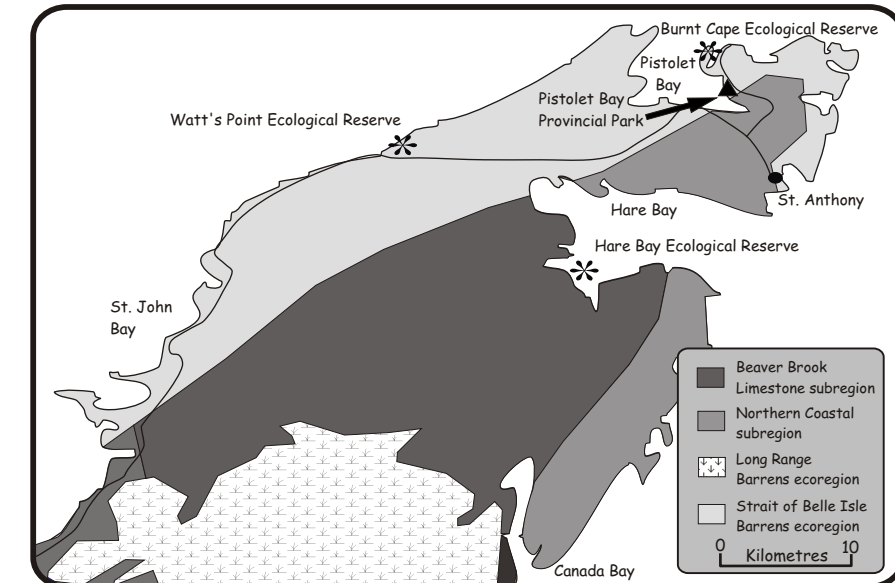 Burnt Cape Ecological Reserve
Pistolet
Bay
Pistolet Bay
Provincial Park
Watt's Point Ecological Reserve
St. Anthony
Hare Bay
Hare Bay Ecological Reserve
St. John
Bay
Beaver Brook
Limestone subregion
Northern Coastal
subregion
Long Range
Barrens ecoregion
Strait of Belle Isle
Barrens ecoregion
0 10
Kilometres
Canada Bay